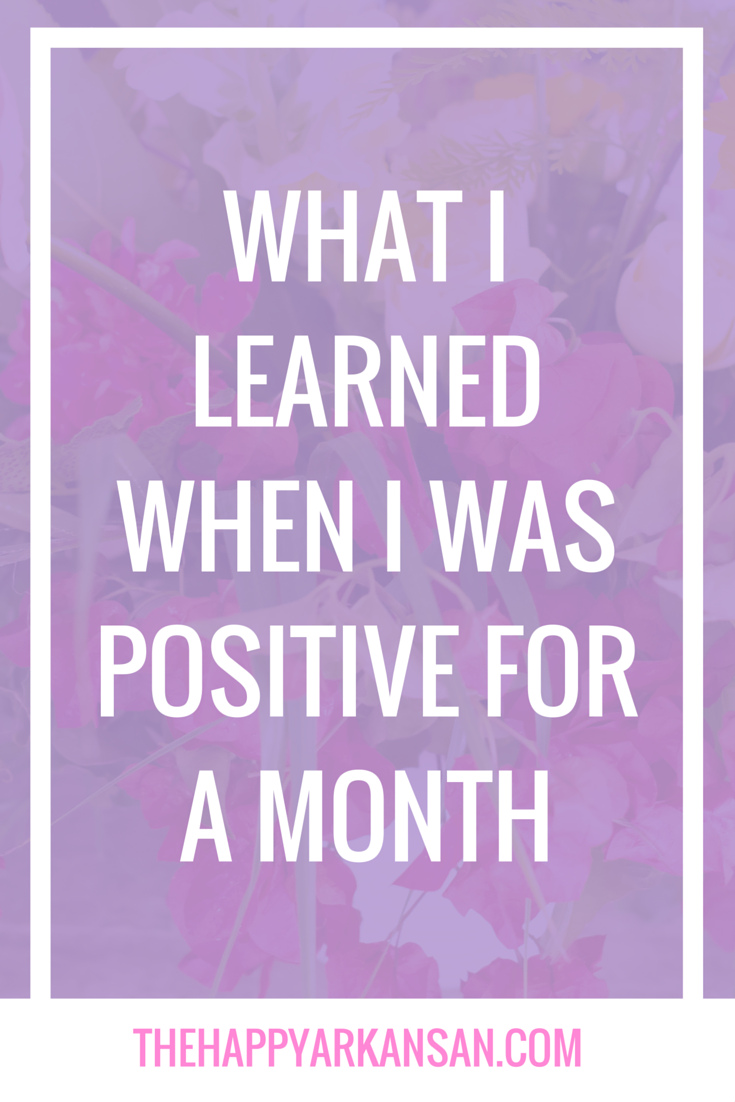 WHAT I
LEARNED
WHEN I WAS
POSITIVE FOR
A MONTH
THEHAPPYARKANSAN.COM